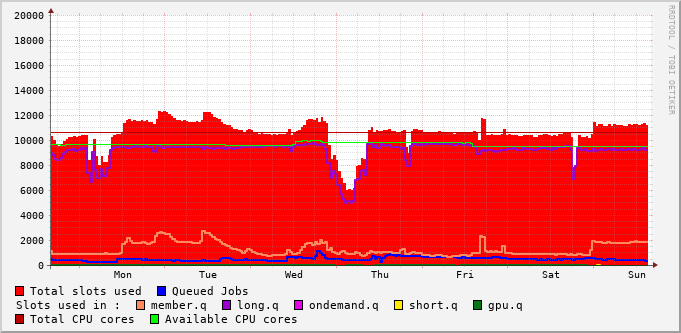 20000
18000
16000
14000
12000
10000
8000
6000
4000
2000
0
Mon Tue Wed Thu Fri Sat Sun
RRDTOOL / TOBI OETIKER
Total slots used Queued Jobs
Slots used in : member.q long.q ondemand.q short.q gpu.q
Total CPU cores Available CPU cores